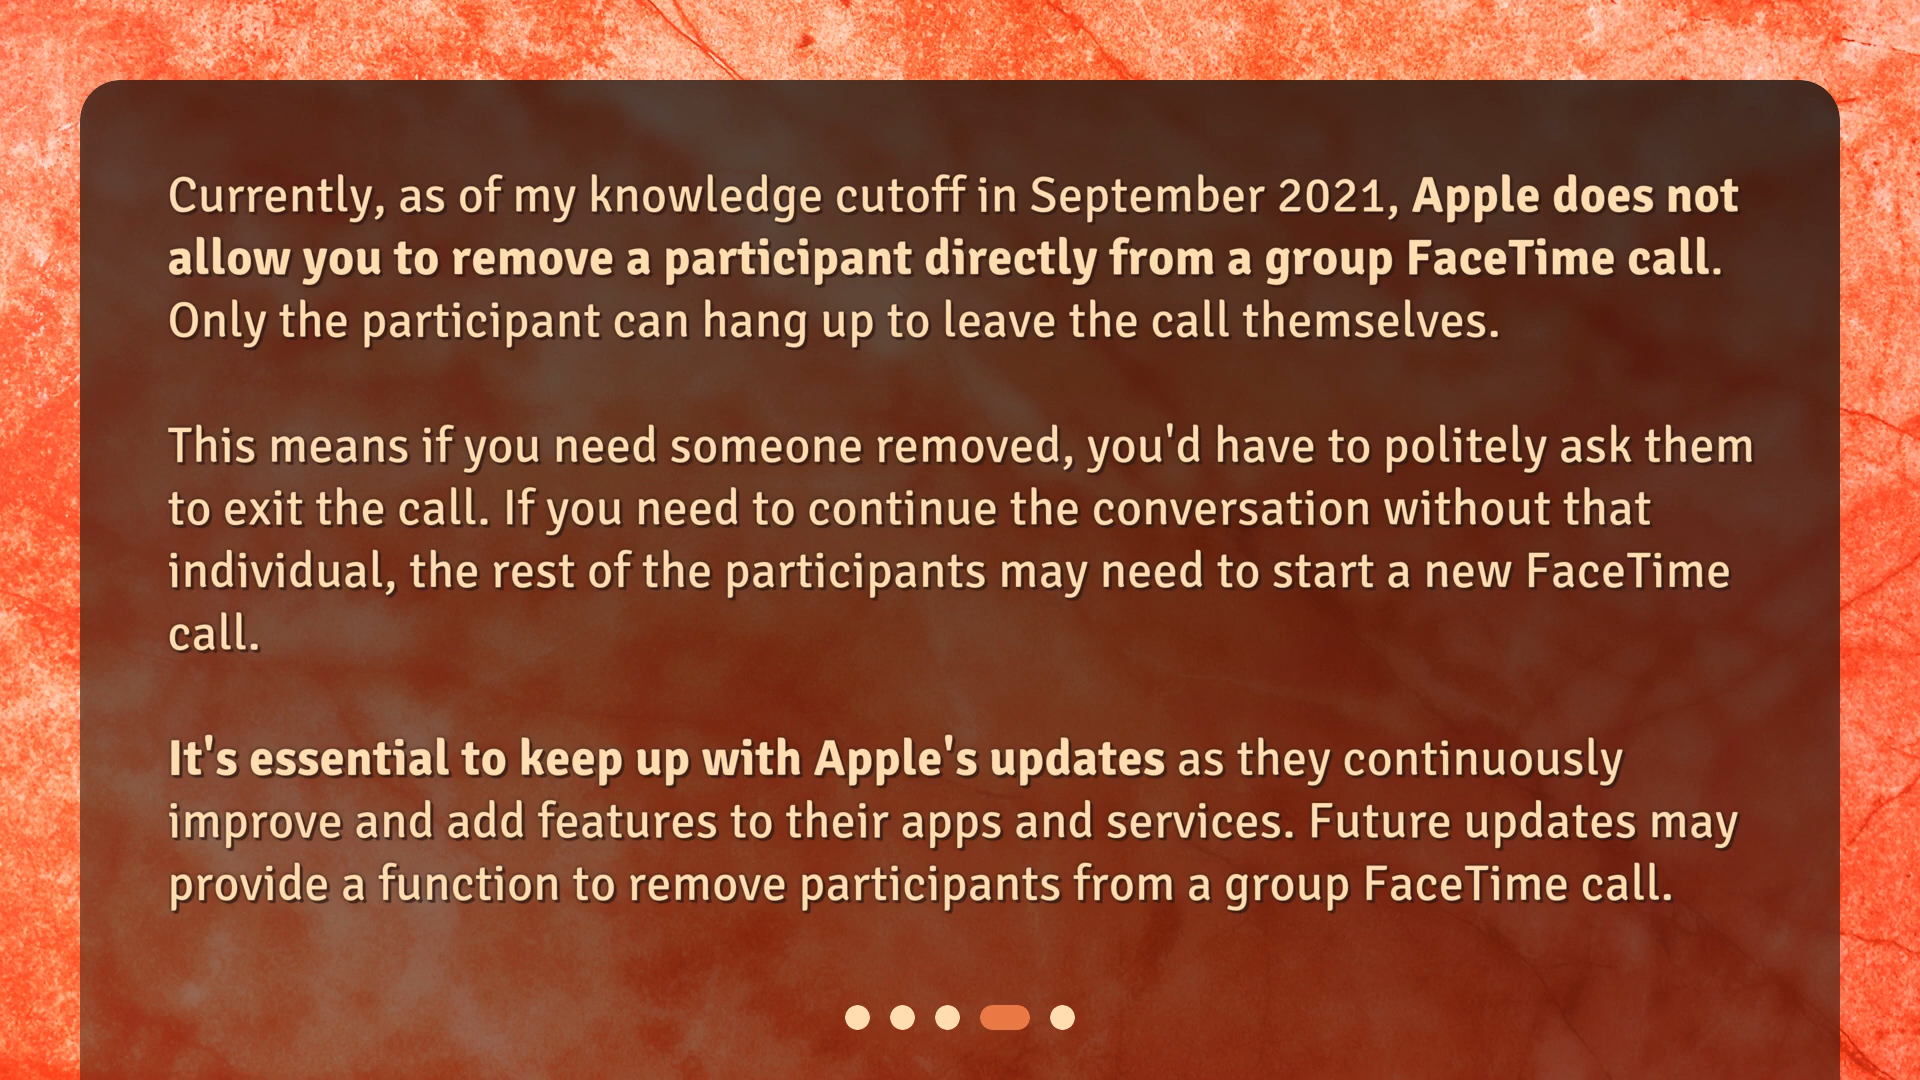 Currently, as of my knowledge cutoff in September 2021, Apple does not
allow you to remove a participant directly from a group FaceTime call.
Only the participant can hang up to leave the call themselves.
This means if you need someone removed, you'd have to politely ask them
to exit the call. If you need to continue the conversation without that
individual, the rest of the participants may need to start a new FaceTime
call.
It's essential to keep up with Apple's updates as they continuously
improve and add features to their apps and services. Future updates may
provide a function to remove participants from a group FaceTime call.